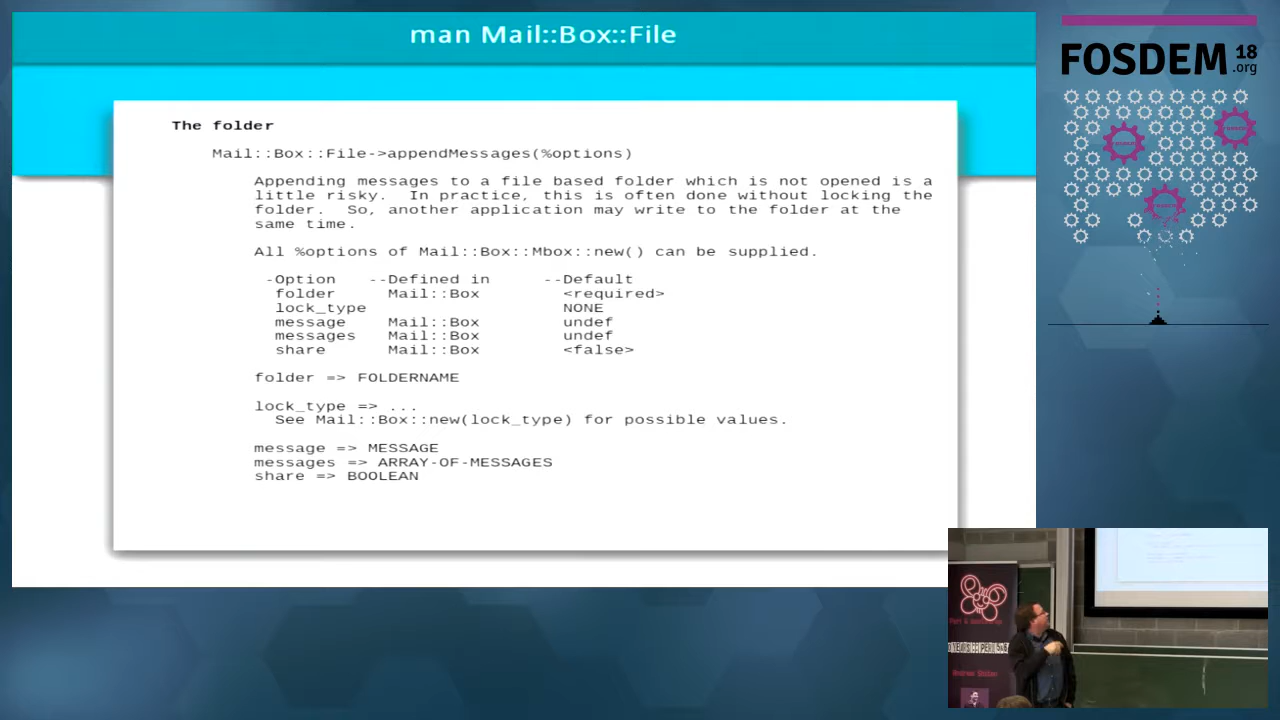 man Mail::Box::File
The folder
Mail::Box::File->appendMessages(%options)
Appending messages to a file based folder which is not opened is a
little risky.  In practice, this is often done without locking the
folder.  So, another application may write to the folder at the
same time.
All %options of Mail::Box::Mbox::new() can be supplied.
-Option   --Defined in     --Default
folder     Mail::Box        <required>
lock_type                   NONE
message    Mail::Box        undef
messages   Mail::Box        undef
share      Mail::Box        <false>
folder => FOLDERNAME
lock_type => ...
See Mail::Box::new(lock_type) for possible values.
message => MESSAGE
messages => ARRAY-OF-MESSAGES
share => BOOLEAN
FOSDEM 18
.org